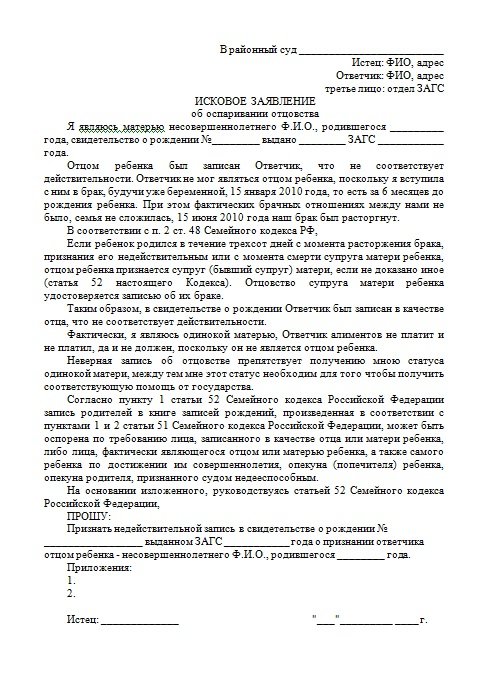 В районный суд ___________________________
Истец: ФИО, адрес
Ответчик: ФИО, адрес
третье лицо: отдел ЗАГС
ИСКОВОЕ ЗАЯВЛЕНИЕ
об оспаривании отцовства
Я являюсь матерью несовершеннолетнего Ф.И.О., родившегося __________
года, свидетельство о рождении №_________ выдано _________ ЗАГС ____________
года.
Отцом ребенка был записан Ответчик, что не соответствует
действительности. Ответчик не мог являться отцом ребенка, поскольку я вступила
с ним в брак, будучи уже беременной, 15 января 2010 года, то есть за 6 месяцев до
рождения ребенка. При этом фактических брачных отношениях между нами не
было, семья не сложилась, 15 июня 2010 года наш брак был расторгнут.
В соответствии с п. 2 ст. 48 Семейного кодекса РФ,
Если ребенок родился в течение трехсот дней с момента расторжения брака,
признания его недействительным или с момента смерти супруга матери ребенка,
отцом ребенка признается супруг (бывший супруг) матери, если не доказано иное
(статья 52 настоящего Кодекса). Отцовство супруга матери ребенка
удостоверяется записью об их браке.
Таким образом, в свидетельстве о рождении Ответчик был записан в качестве
отца, что не соответствует действительности.
Фактически, я являюсь одинокой матерью, Ответчик алиментов не платит и
не платил, да и не должен, поскольку он не является отцом ребенка.
Неверная запись об отцовстве препятствует получению мною статуса
одинокой матери, между тем мне этот статус необходим для того чтобы получить
соответствующую помощь от государства.
Согласно пункту 1 статьи 52 Семейного кодекса Российской Федерации
запись родителей в книге записей рождений, произведенная в соответствии с
пунктами 1 и 2 статьи 51 Семейного кодекса Российской Федерации, может быть
оспорена по требованию лица, записанного в качестве отца или матери ребенка,
либо лица, фактически являющегося отцом или матерью ребенка, а также самого
ребенка по достижении им совершеннолетия, опекуна (попечителя) ребенка,
опекуна родителя, признанного судом недееспособным.
На основании изложенного, руководствуясь статьей 52 Семейного кодекса
Российской Федерации,
ПРОШУ:
Признать недействительной запись в свидетельстве о рождении №
__________________ выданном ЗАГС ____________ года о признании ответчика
отцом ребенка - несовершеннолетнего Ф.И.О., родившегося _________ года.
Приложения:
1.
2.
Истец: ______________ "___"__________ ____ г.